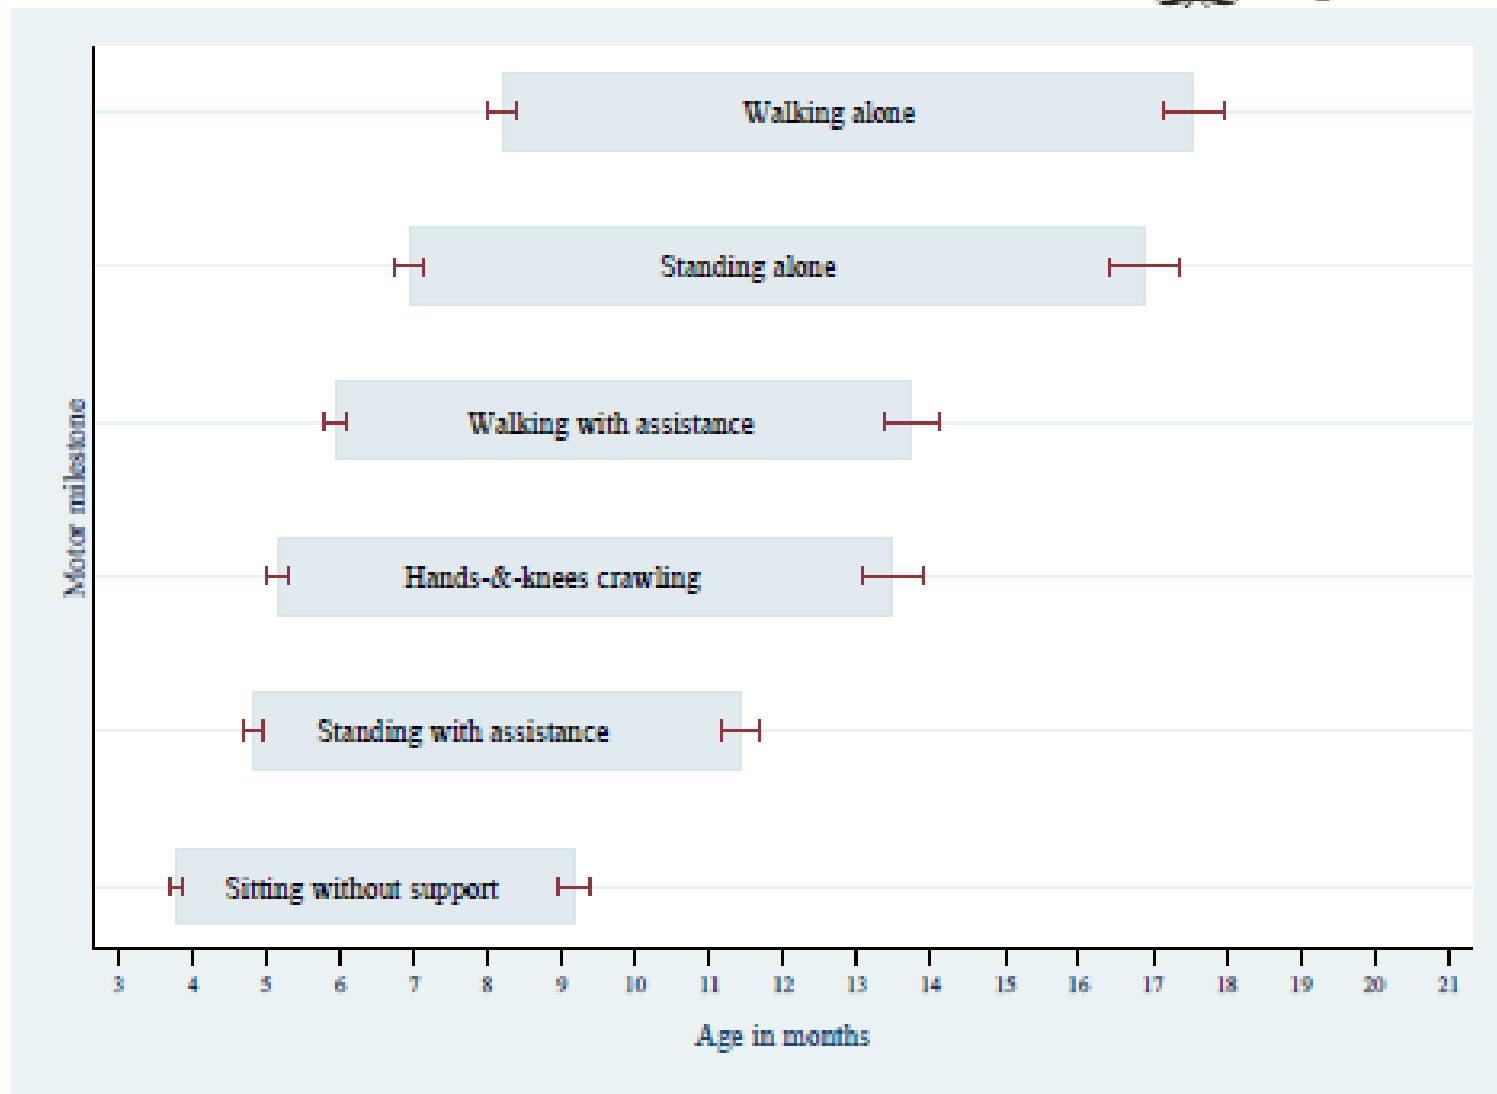 Walking alone
Standing alone
Walking with assistance
Hands-&-knees crawling
Standing with assistance
Sitting without support
Motor milestone
3 4 5 6 7 8 9 10 11 12 13 14 15 16 17 18 19 20 21
Age in months